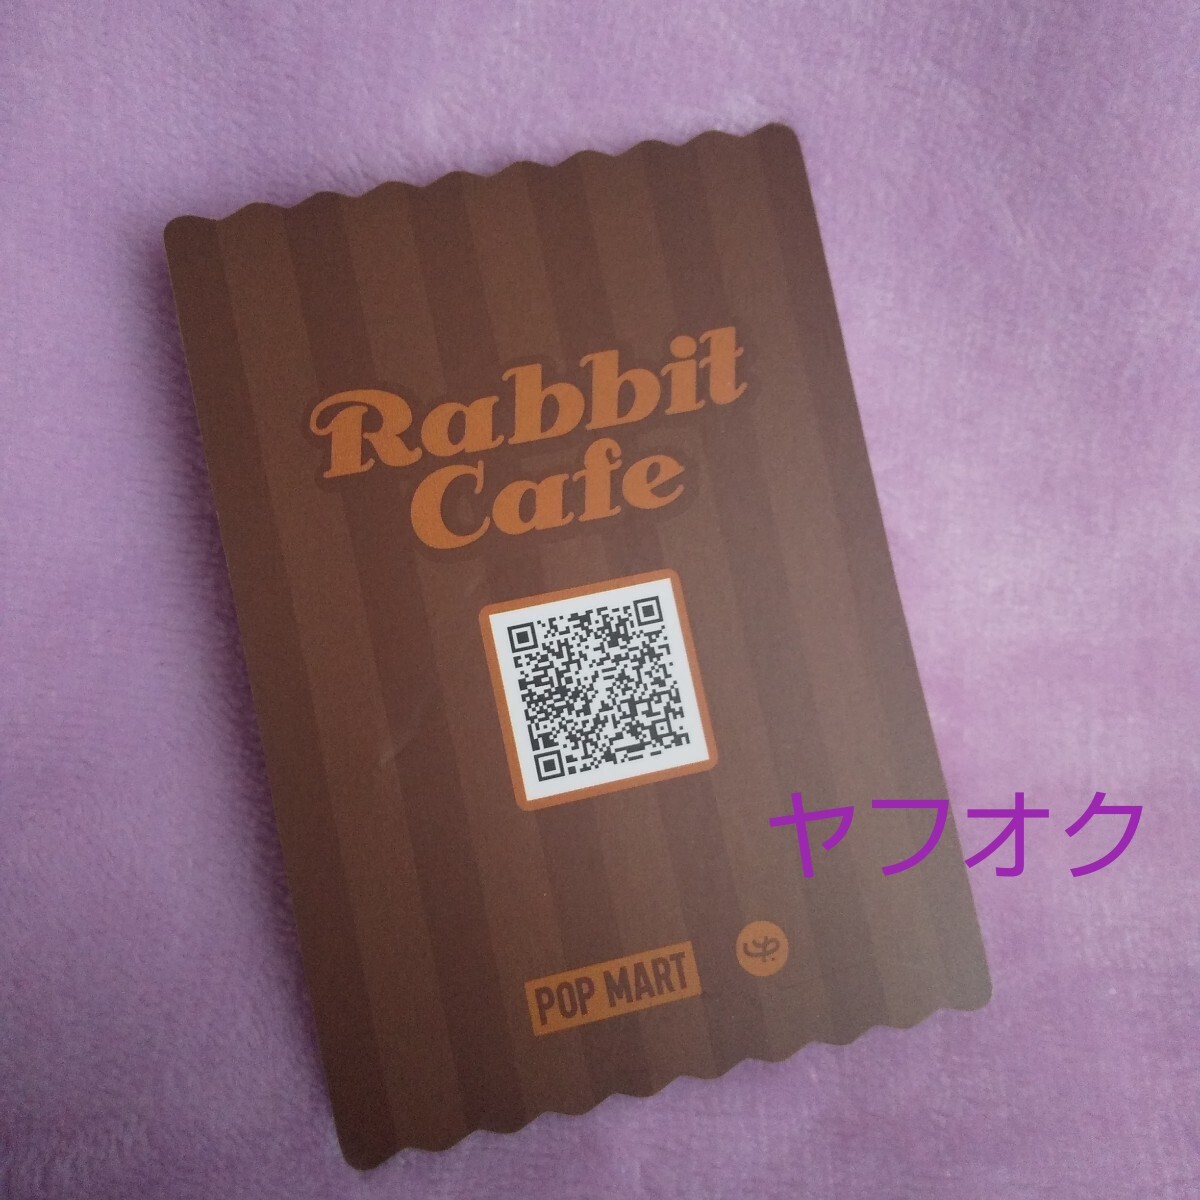 Rabbit
Cafe
ヤフオク
POP MART